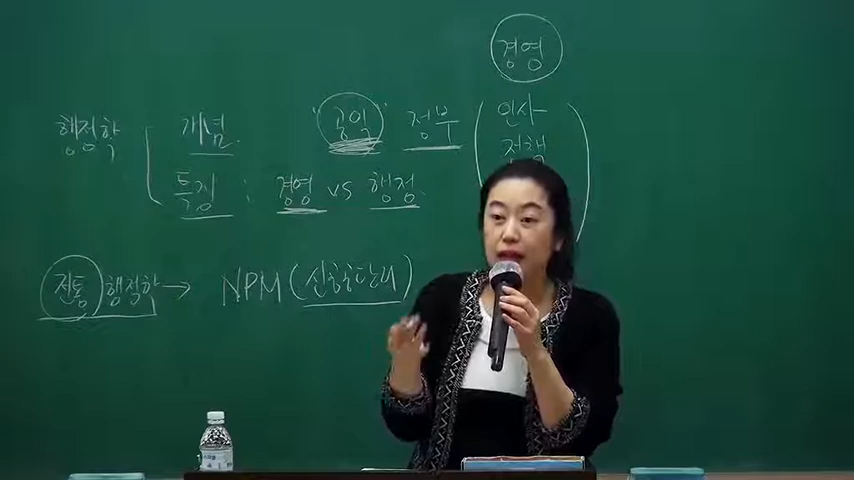 경영
행정학 개념 공익 정부 인사
정책
특징 : 경영 vs 행정
전통 행정학 → NPM (신공공관리)